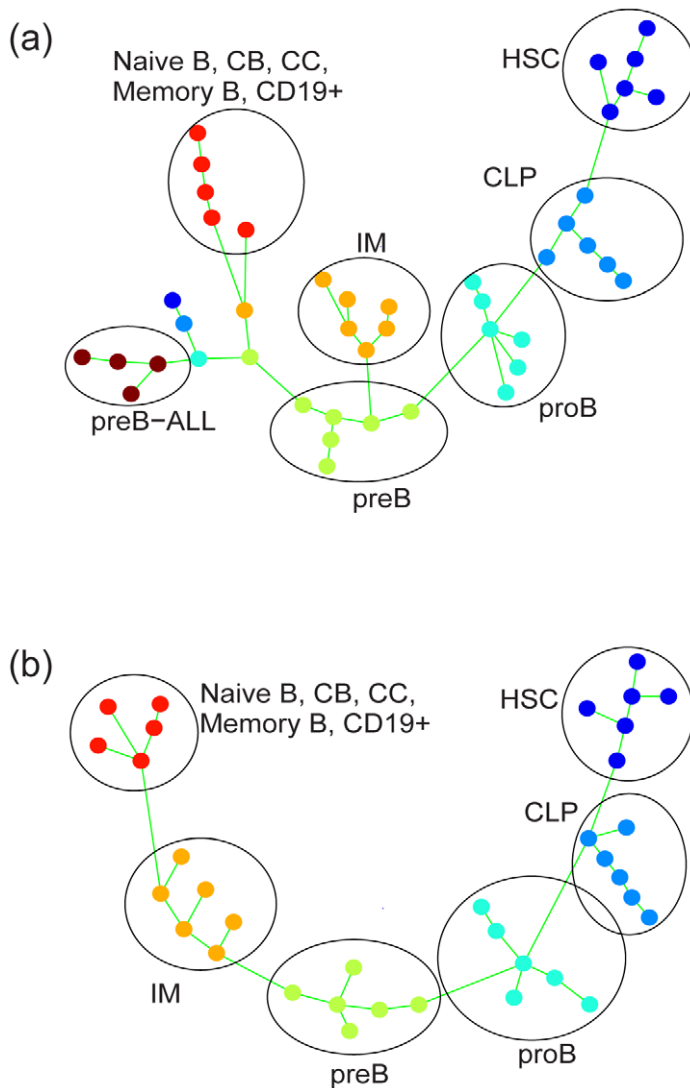 (a)
Naive B, CB, CC,
Memory B, CD19+
HSC
CLP
IM
proB
preB−ALL
preB
(b)
Naive B, CB, CC,
Memory B, CD19+
HSC
CLP
IM
proB
preB